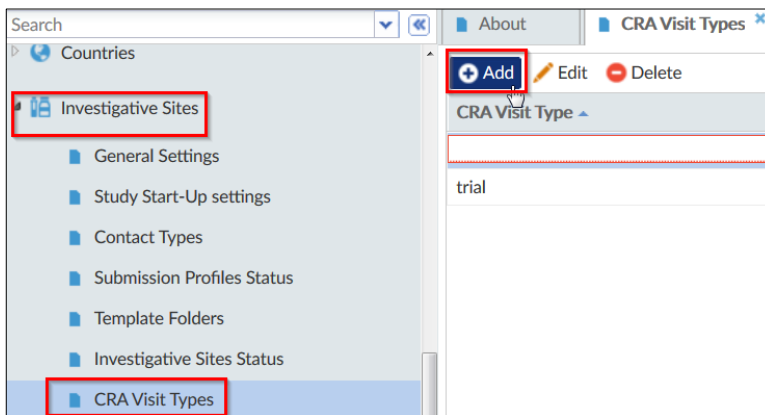 Search
Countries
Investigative Sites
General Settings
Study Start-Up settings
Contact Types
Submission Profiles Status
Template Folders
Investigative Sites Status
CRA Visit Types
About
CRA Visit Types
Add
Edit
Delete
CRA Visit Type
trial